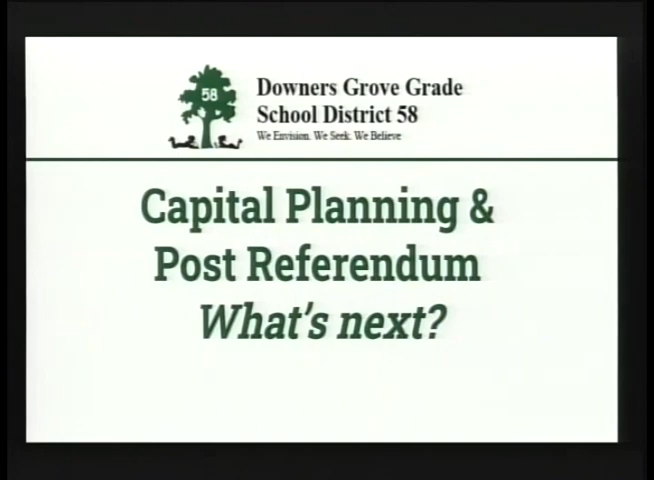 58
Downers Grove Grade
School District 58
We Envision. We Seek. We Believe
Capital Planning &
Post Referendum
What's next?